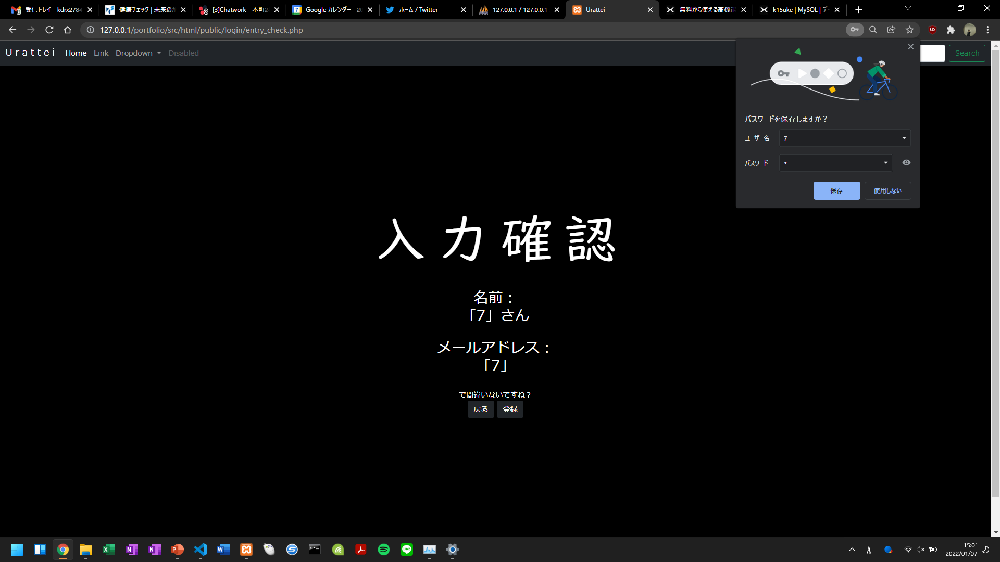 受信トレイ - kdrx2784
健康チェック | 未来のか
[3]Chatwork - 本町2
Google カレンダー - 20
ホーム / Twitter
127.0.0.1 / 127.0.0.1
Urattei
無料から使える高機能
k15uke | MySQL | デ
127.0.0.1/portfolio/src/html/public/login/entry_check.php
Urattei Home Link Dropdown Disabled
Search
パスワードを保存しますか？
ユーザー名 7
パスワード •
保存 使用しない
入力確認
名前：
「7」さん
メールアドレス：
「7」
で間違いないですね？
戻る 登録
A
15:01
2022/01/07